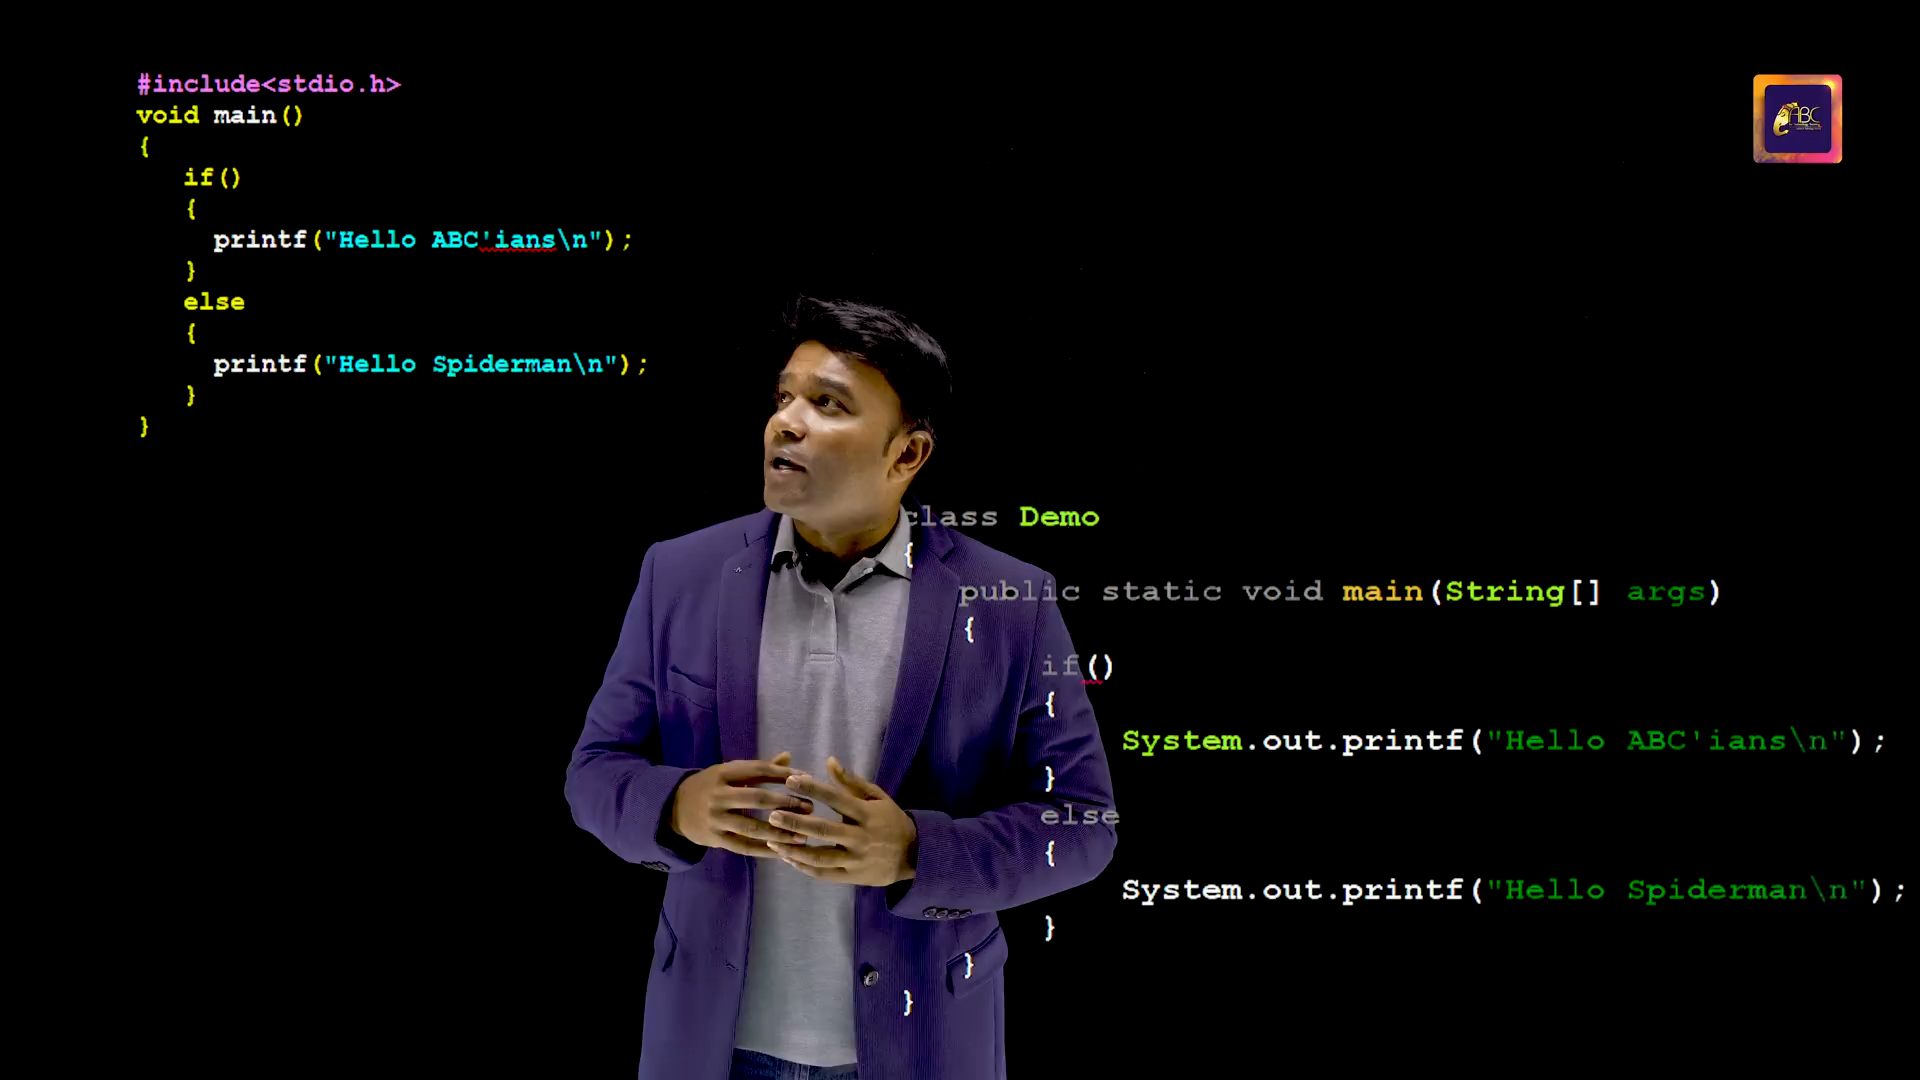 #include<stdio.h>
void main()
{
if()
{
printf("Hello ABC'ians\n");
}
else
{
printf("Hello Spiderman\n");
}
}
ABC
class Demo
{
public static void main(String[] args)
{
if()
{
System.out.printf("Hello ABC'ians\n");
}
else
{
System.out.printf("Hello Spiderman\n");
}
}
}